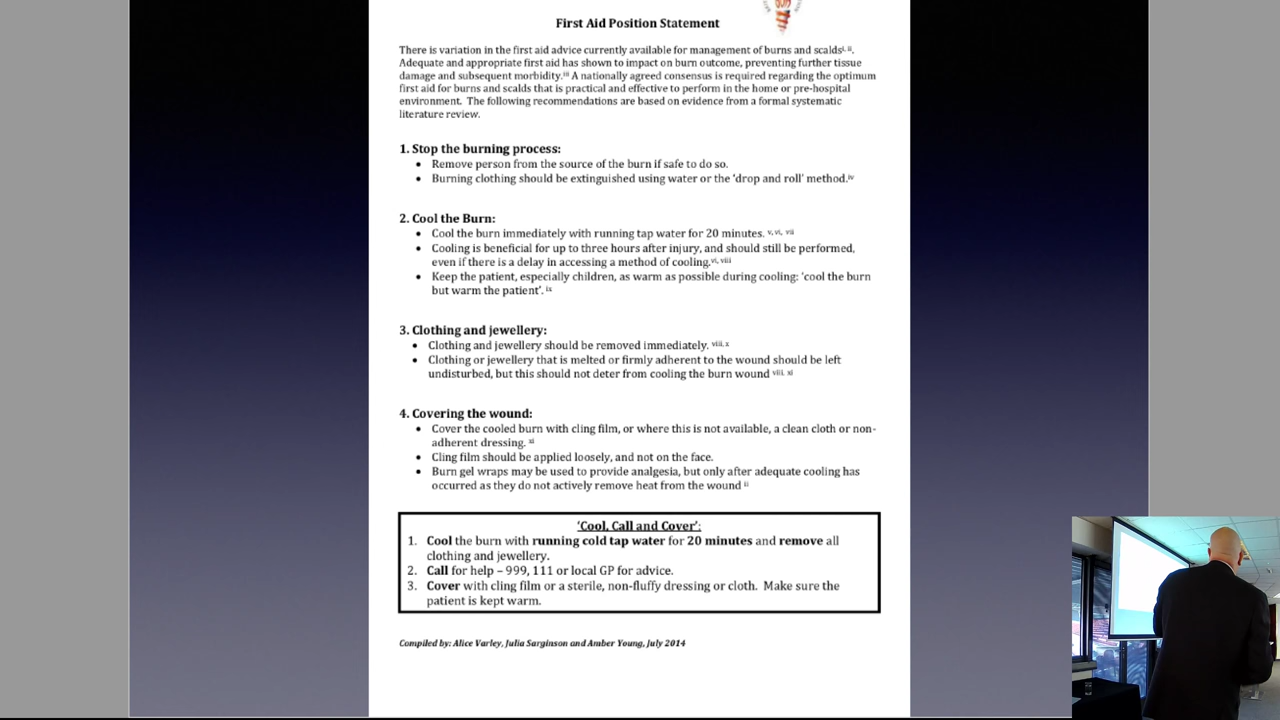 First Aid Position Statement
There is variation in the first aid advice currently available for management of burns and scalds i, ii.
Adequate and appropriate first aid has shown to impact on burn outcome, preventing further tissue
damage and subsequent morbidity.iii A nationally agreed consensus is required regarding the optimum
first aid for burns and scalds that is practical and effective to perform in the home or pre-hospital
environment. The following recommendations are based on evidence from a formal systematic
literature review.
1. Stop the burning process:
• Remove person from the source of the burn if safe to do so.
• Burning clothing should be extinguished using water or the ‘drop and roll’ method.iv
2. Cool the Burn:
• Cool the burn immediately with running tap water for 20 minutes. v, vi, vii
• Cooling is beneficial for up to three hours after injury, and should still be performed,
even if there is a delay in accessing a method of cooling.vi, viii
• Keep the patient, especially children, as warm as possible during cooling: ‘cool the burn
but warm the patient’. ix
3. Clothing and jewellery:
• Clothing and jewellery should be removed immediately. viii, x
• Clothing or jewellery that is melted or firmly adherent to the wound should be left
undisturbed, but this should not deter from cooling the burn wound viii, xi
4. Covering the wound:
• Cover the cooled burn with cling film, or where this is not available, a clean cloth or non-
adherent dressing. xi
• Cling film should be applied loosely, and not on the face.
• Burn gel wraps may be used to provide analgesia, but only after adequate cooling has
occurred as they do not actively remove heat from the wound ii
‘Cool, Call and Cover’:
1. Cool the burn with running cold tap water for 20 minutes and remove all
clothing and jewellery.
2. Call for help – 999, 111 or local GP for advice.
3. Cover with cling film or a sterile, non-fluffy dressing or cloth. Make sure the
patient is kept warm.
Compiled by: Alice Varley, Julia Sarginson and Amber Young, July 2014